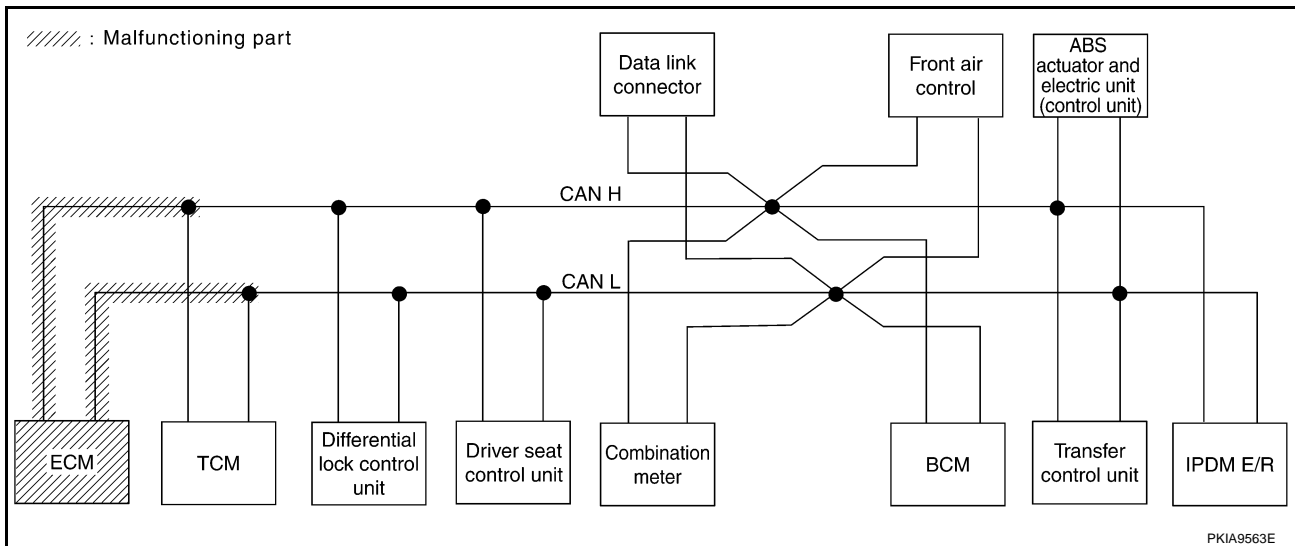 : Malfunctioning part
Data link
connector
Front air
control
ABS
actuator and
electric unit
(control unit)
CAN H
CAN L
ECM
TCM
Differential
lock control
unit
Driver seat
control unit
Combination
meter
BCM
Transfer
control unit
IPDM E/R
PKIA9563E